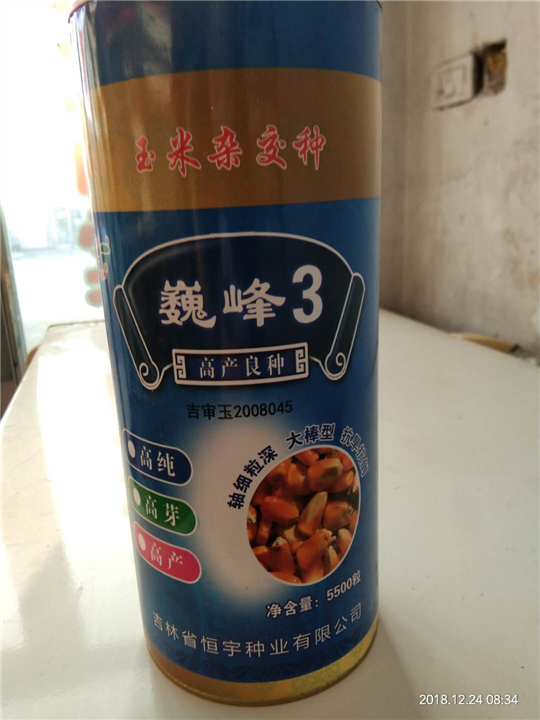 玉米杂交种
巍峰3
高产良种
吉审玉2008045
轴细粒深 大棒型
高纯
高芽
高产
净含量：5500粒
吉林省恒宇种业有限公司
2018.12.24 08:34